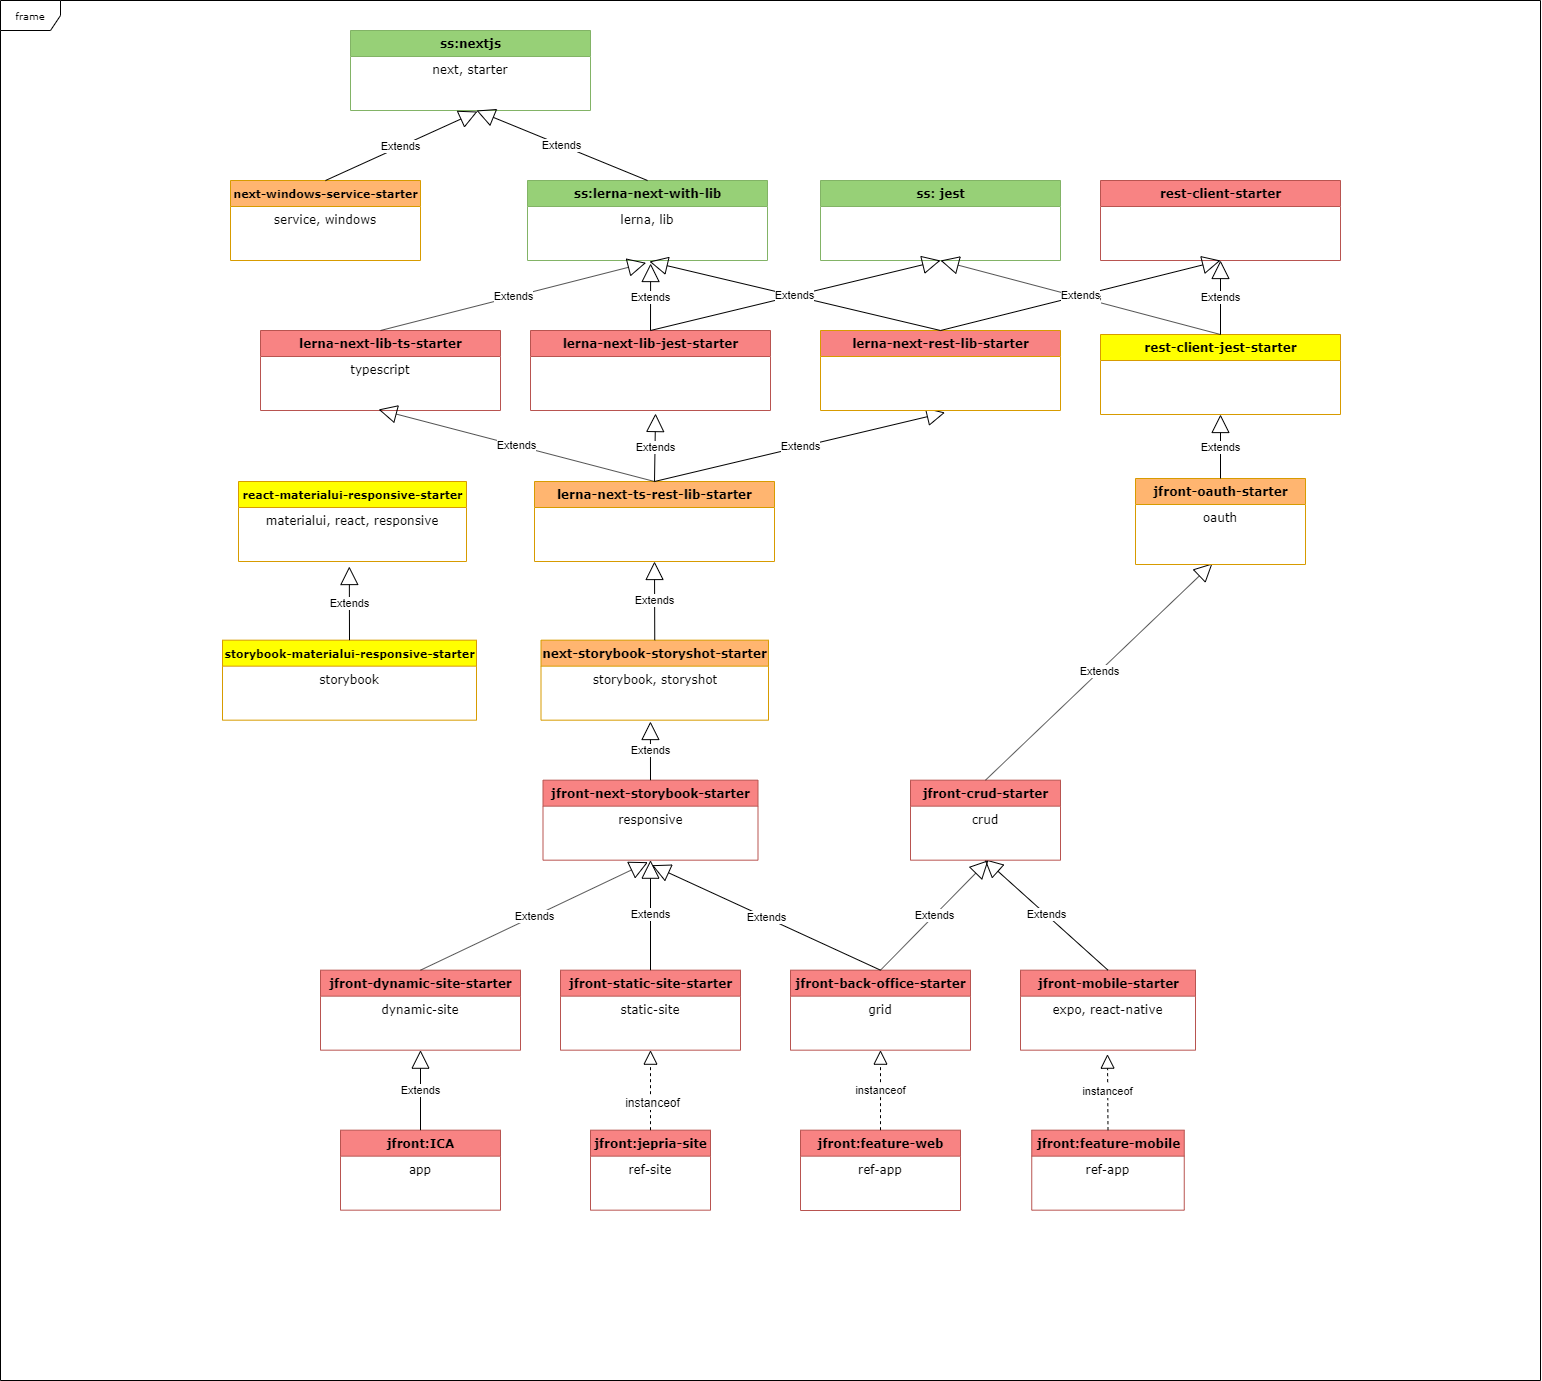 frame
ss:nextjs
next, starter
Extends
Extends
next-windows-service-starter
service, windows
ss:lerna-next-with-lib
lerna, lib
ss: jest
rest-client-starter
Extends
Extends
Extends
Extends
Extends
lerna-next-lib-ts-starter
typescript
lerna-next-lib-jest-starter
lerna-next-rest-lib-starter
rest-client-jest-starter
Extends
Extends
Extends
Extends
react-materialui-responsive-starter
materialui, react, responsive
lerna-next-ts-rest-lib-starter
jfront-oauth-starter
oauth
Extends
Extends
storybook-materialui-responsive-starter
storybook
next-storybook-storyshot-starter
storybook, storyshot
Extends
Extends
jfront-next-storybook-starter
responsive
jfront-crud-starter
crud
Extends
Extends
Extends
Extends
Extends
jfront-dynamic-site-starter
dynamic-site
jfront-static-site-starter
static-site
jfront-back-office-starter
grid
jfront-mobile-starter
expo, react-native
Extends
instanceof
instanceof
instanceof
jfront:ICA
app
jfront:jepria-site
ref-site
jfront:feature-web
ref-app
jfront:feature-mobile
ref-app